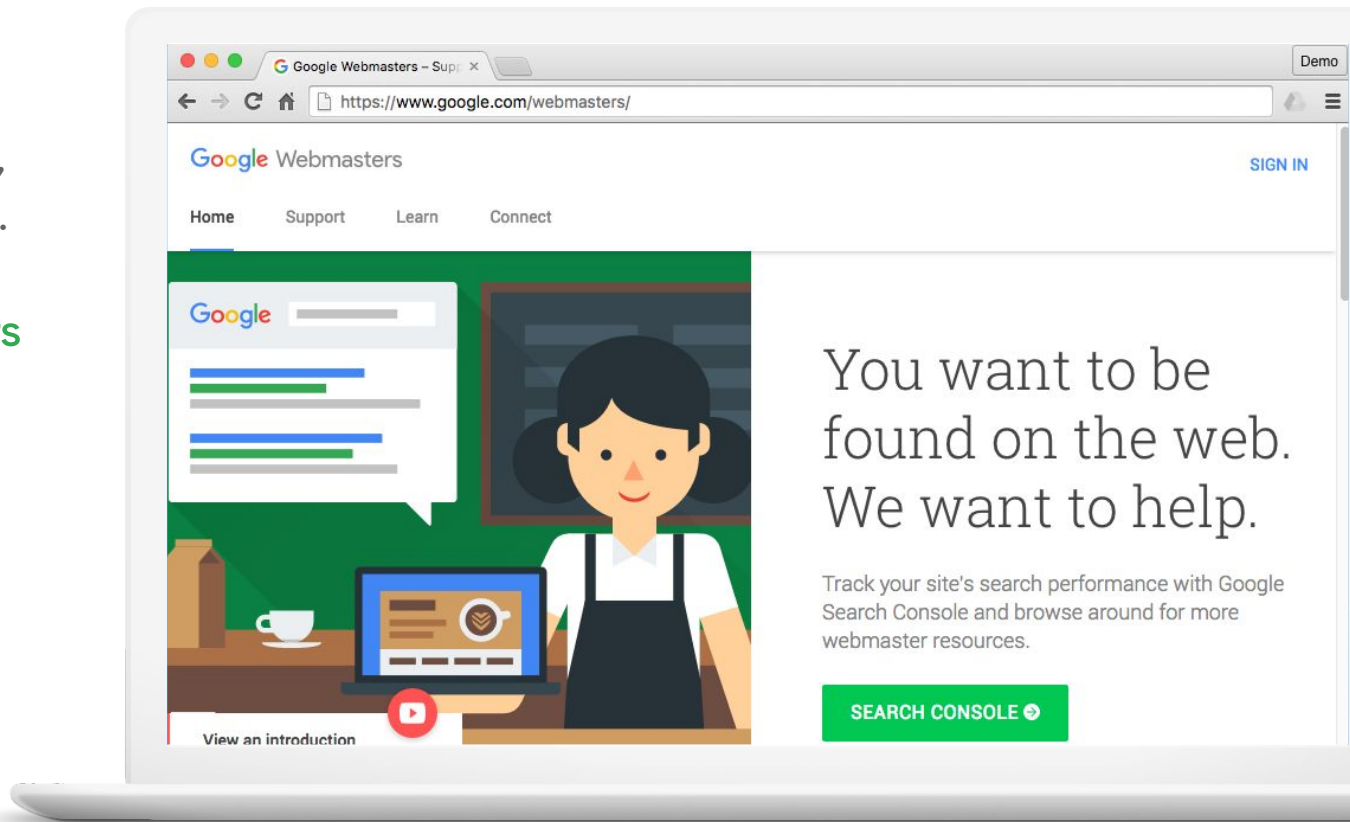 Google Webmasters – Sup
Demo
https://www.google.com/webmasters/
Google Webmasters
SIGN IN
Home Support Learn Connect
Google
You want to be
found on the web.
We want to help.
Track your site's search performance with Google
Search Console and browse around for more
webmaster resources.
SEARCH CONSOLE
View an introduction